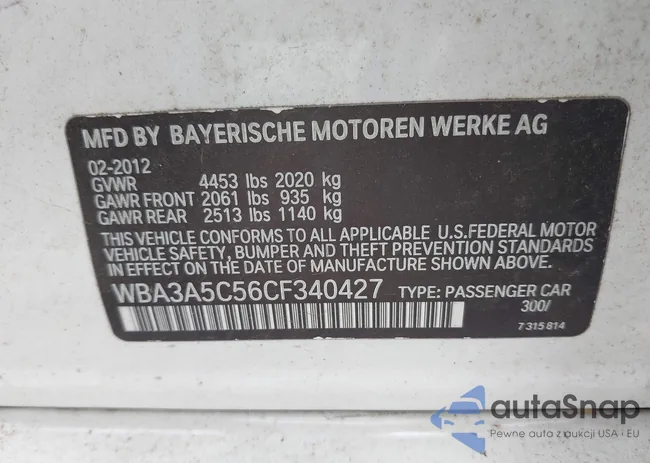 MFD BY BAYERISCHE MOTOREN WERKE AG
02-2012
GVWR 4453 lbs 2020 kg
GAWR FRONT 2061 lbs 935 kg
GAWR REAR 2513 lbs 1140 kg
THIS VEHICLE CONFORMS TO ALL APPLICABLE U.S.FEDERAL MOTOR
VEHICLE SAFETY, BUMPER AND THEFT PREVENTION STANDARDS
IN EFFECT ON THE DATE OF MANUFACTURE SHOWN ABOVE.
WBA3A5C56CF340427 TYPE: PASSENGER CAR
300/
7 315 814
autaSnap
Pewne auta z aukcji USA i EU